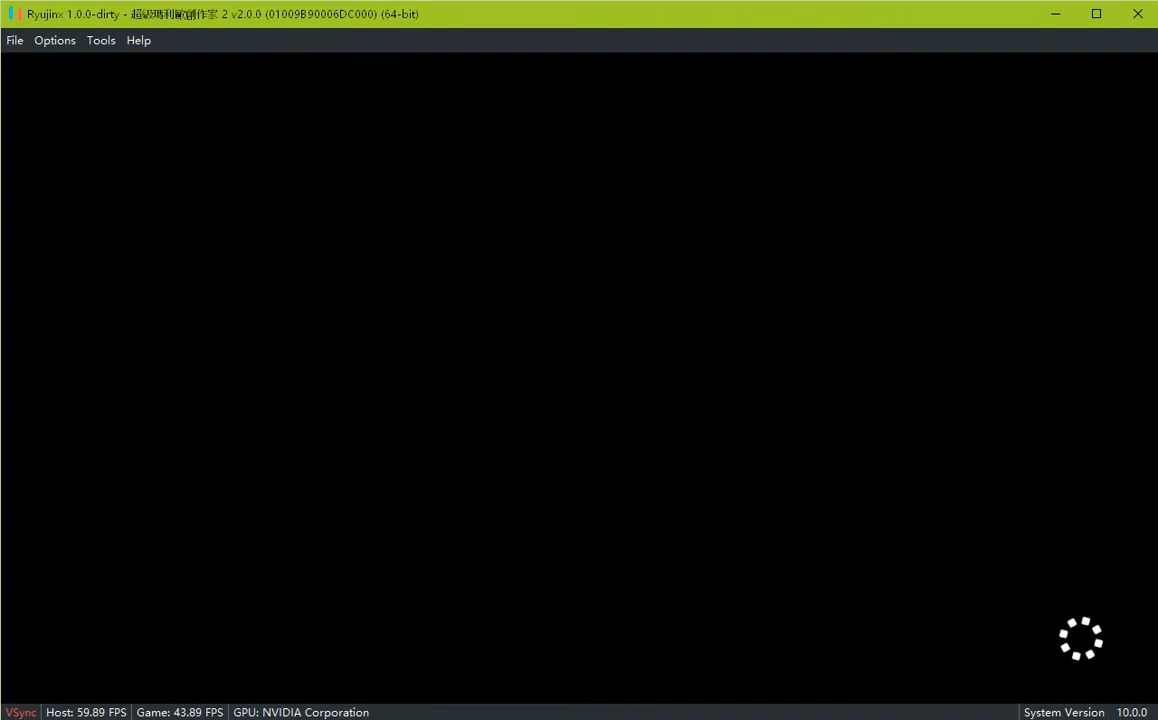 Ryujinx 1.0.0-dirty - 超級瑪利歐創作家 2 v2.0.0 (01009B90006DC000) (64-bit)
File Options Tools Help
VSync Host: 59.89 FPS Game: 43.89 FPS GPU: NVIDIA Corporation System Version 10.0.0